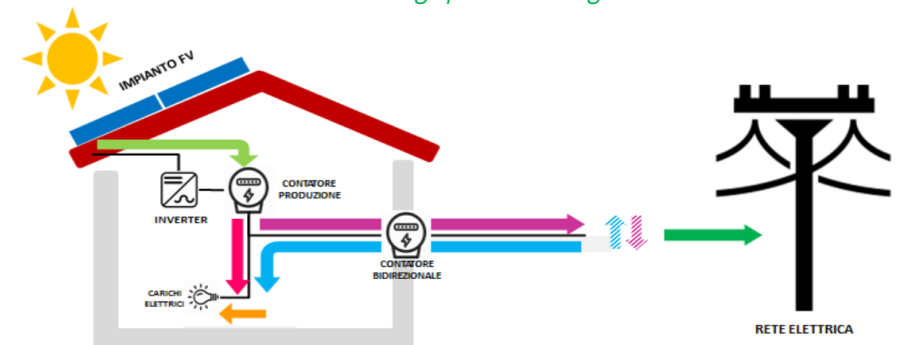 IMPIANTO FV
CONTATORE
PRODUZIONE
INVERTER
CONTATORE
BIDIREZIONALE
CARICHI
ELETTRICI
RETE ELETTRICA